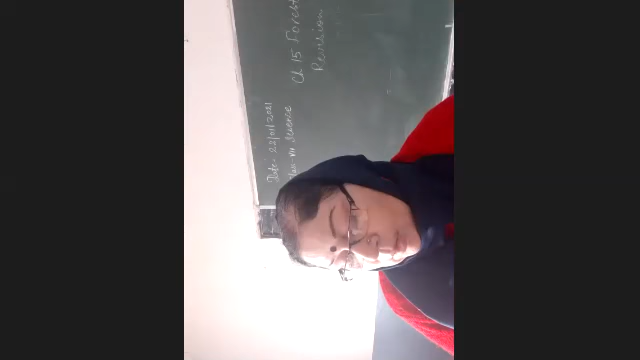 Date: 22/01/2021
Class-VII Science
Ch 15 Forest
Revision